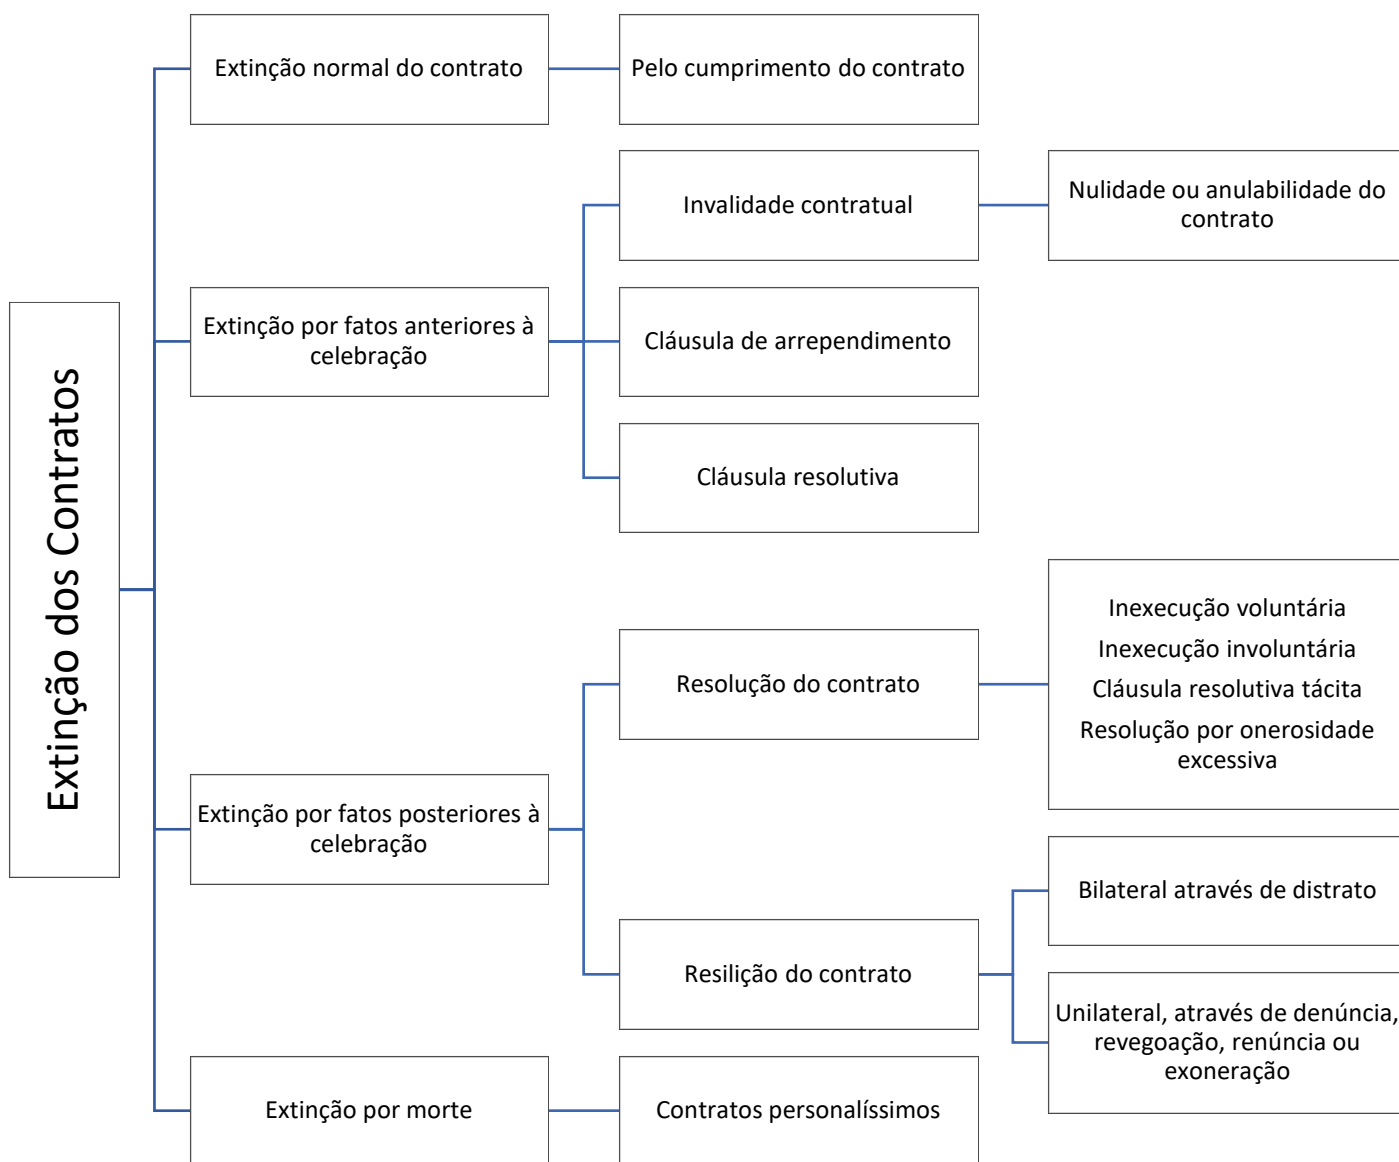 Extinção dos Contratos
Extinção normal do contrato
Pelo cumprimento do contrato
Extinção por fatos anteriores à
celebração
Invalidade contratual
Nulidade ou anulabilidade do
contrato
Cláusula de arrependimento
Cláusula resolutiva
Extinção por fatos posteriores à
celebração
Resolução do contrato
Inexecução voluntária
Inexecução involuntária
Cláusula resolutiva tácita
Resolução por onerosidade
excessiva
Resilição do contrato
Bilateral através de distrato
Unilateral, através de denúncia,
revegoação, renúncia ou
exoneração
Extinção por morte
Contratos personalíssimos